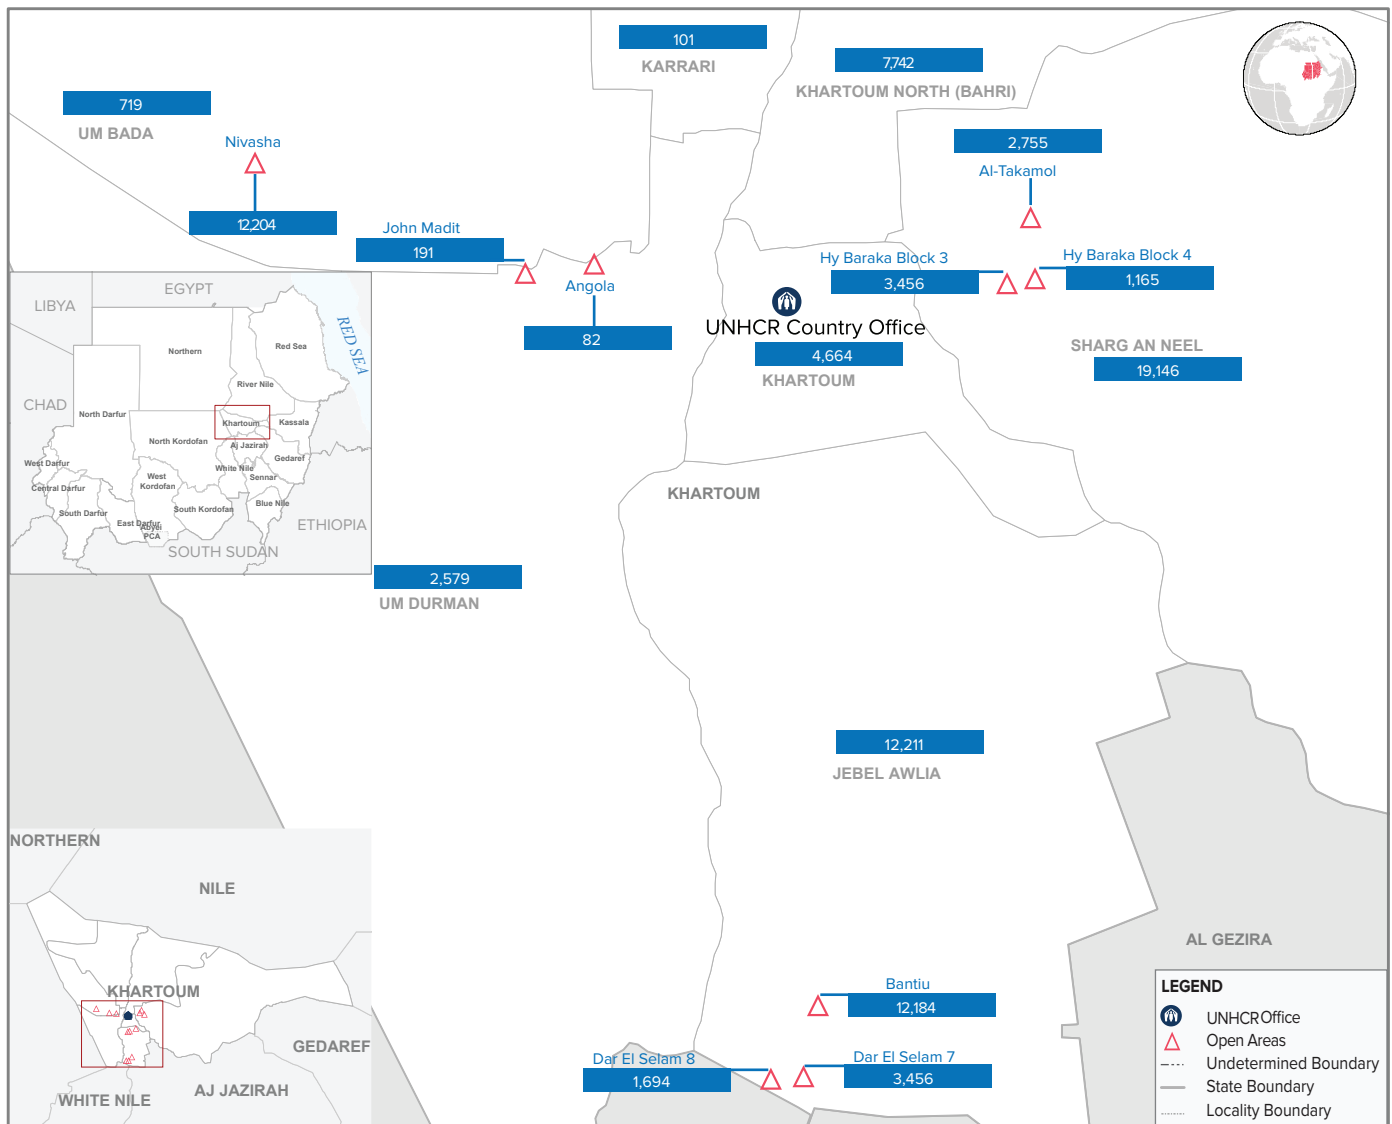 101
KARRARI
7,742
KHARTOUM NORTH (BAHRI)
719
UM BADA
Nivasha
12,204
2,755
Al-Takamol
John Madit
191
Angola
82
Hy Baraka Block 3
3,456
Hy Baraka Block 4
1,165
UNHCR Country Office
4,664
KHARTOUM
SHARG AN NEEL
19,146
KHARTOUM
2,579
UM DURMAN
12,211
JEBEL AWLIA
Bantiu
12,184
Dar El Selam 8
1,694
Dar El Selam 7
3,456
AL GEZIRA
LIBYA
EGYPT
RED SEA
Northern
Red Sea
River Nile
CHAD
North Darfur
Khartoum
Kassala
North Kordofan
Aj Jazirah
Gedaref
West Darfur
White Nile
Sennar
Central Darfur
West
Kordofan
South Darfur
South Kordofan
Blue Nile
East Darfur
Abyei
PCA
ETHIOPIA
SOUTH SUDAN
NORTHERN
NILE
KHARTOUM
GEDAREF
AJ JAZIRAH
WHITE NILE
LEGEND
UNHCR Office
Open Areas
Undetermined Boundary
State Boundary
Locality Boundary